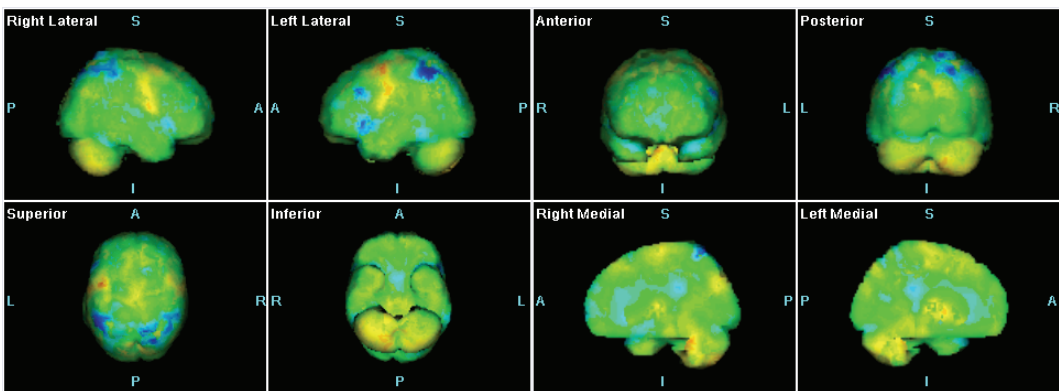 Right Lateral S
P A
I
Left Lateral S
A P
I
Anterior S
R L
I
Posterior S
L R
I
Superior A
L R
P
Inferior A
R L
P
Right Medial S
A P
I
Left Medial S
P A
I